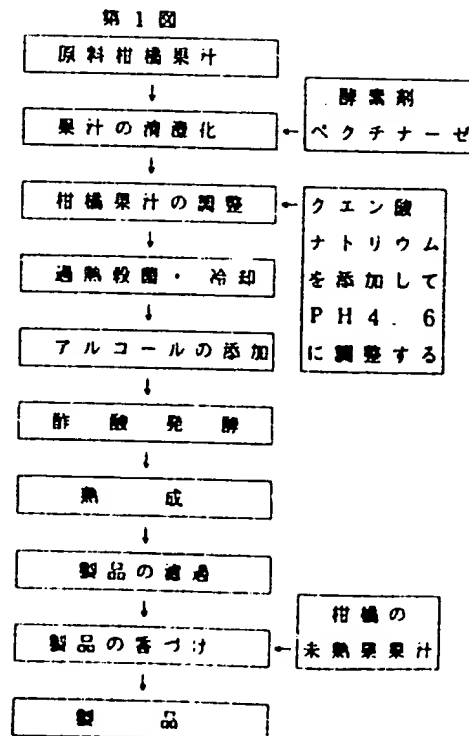 第１図
原料柑橘果汁
酵素剤
ペクチナーゼ
果汁の清澄化
柑橘果汁の調整
クエン酸
ナトリウム
を添加して
ＰＨ４．６
に調整する
過熱殺菌・冷却
アルコールの添加
酢酸発酵
熟成
製品の濾過
柑橘の
未熟果果汁
製品の香づけ
製品